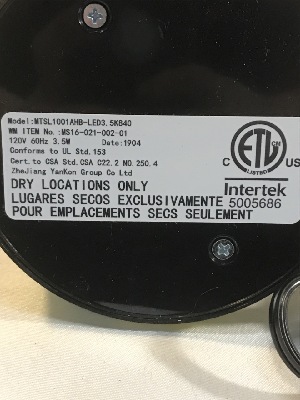 Model:MTSL1001AHB-LED3.5K840
WM ITEM No.:MS16-021-002-01
120V 60Hz 3.5W Date:1904
Conforms to UL Std.153
Cert.to CSA Std.CSA C22.2 NO.250.4
ZheJiang YanKon Group Co Ltd
DRY LOCATIONS ONLY
LUGARES SECOS EXCLUSIVAMENTE
POUR EMPLACEMENTS SECS SEULEMENT
C ETL CM US
LISTED
Intertek
5005686